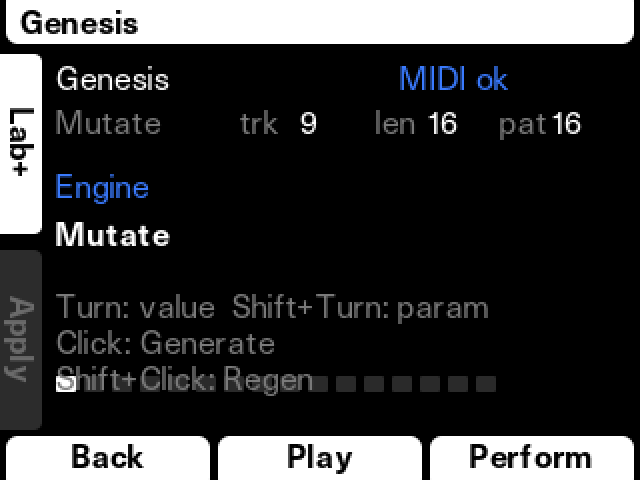 Genesis
Lab+
Apply
Genesis MIDI ok
Mutate trk 9 len 16 pat 16
Engine
Mutate
Turn: value Shift+Turn: param
Click: Generate
Shift+Click: Regen
Back Play Perform